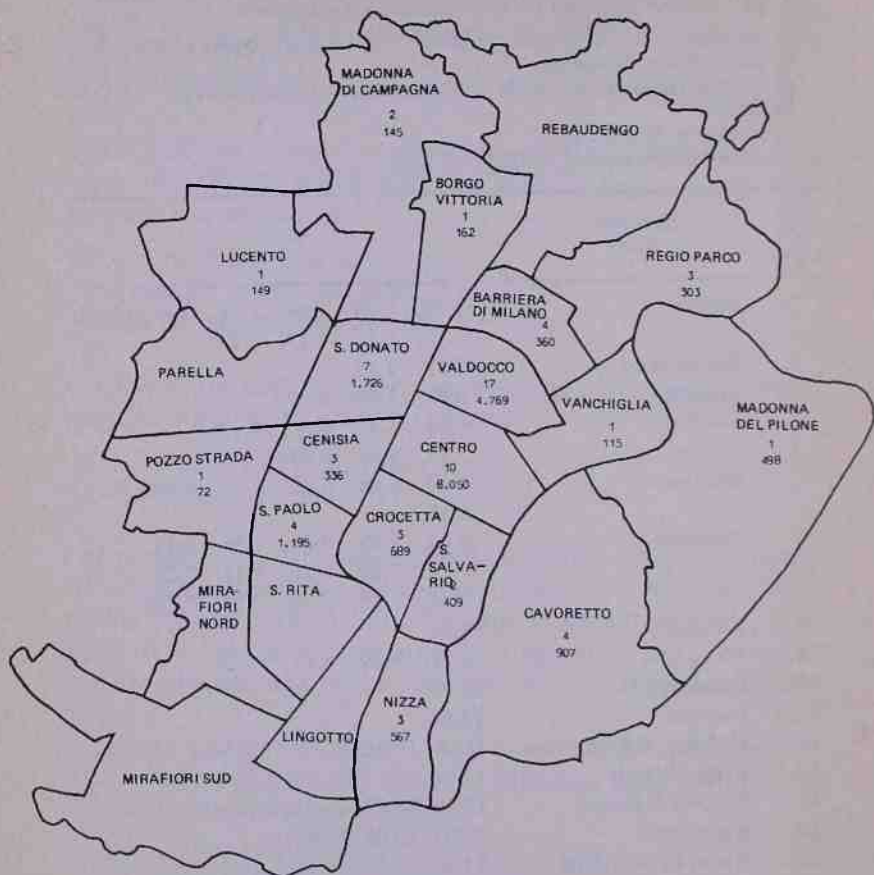 MADONNA
DI CAMPAGNA
2
145
REBAUDENGO
BORGO
VITTORIA
1
162
LUCENTO
1
149
REGIO PARCO
3
303
BARRIERA
DI MILANO
4
360
PARELLA
S. DONATO
7
1.726
VALDOCCO
17
4.769
VANCHIGLIA
1
115
MADONNA
DEL PILONE
1
498
POZZO STRADA
1
72
CENISIA
3
336
CENTRO
10
8.050
S. PAOLO
4
1.195
CROCETTA
689
S.
SALVA-
RIO
409
MIRA-
FIORI
NORD
S. RITA
CAVORETTO
4
907
NIZZA
3
567
LINGOTTO
MIRAFIORI SUD